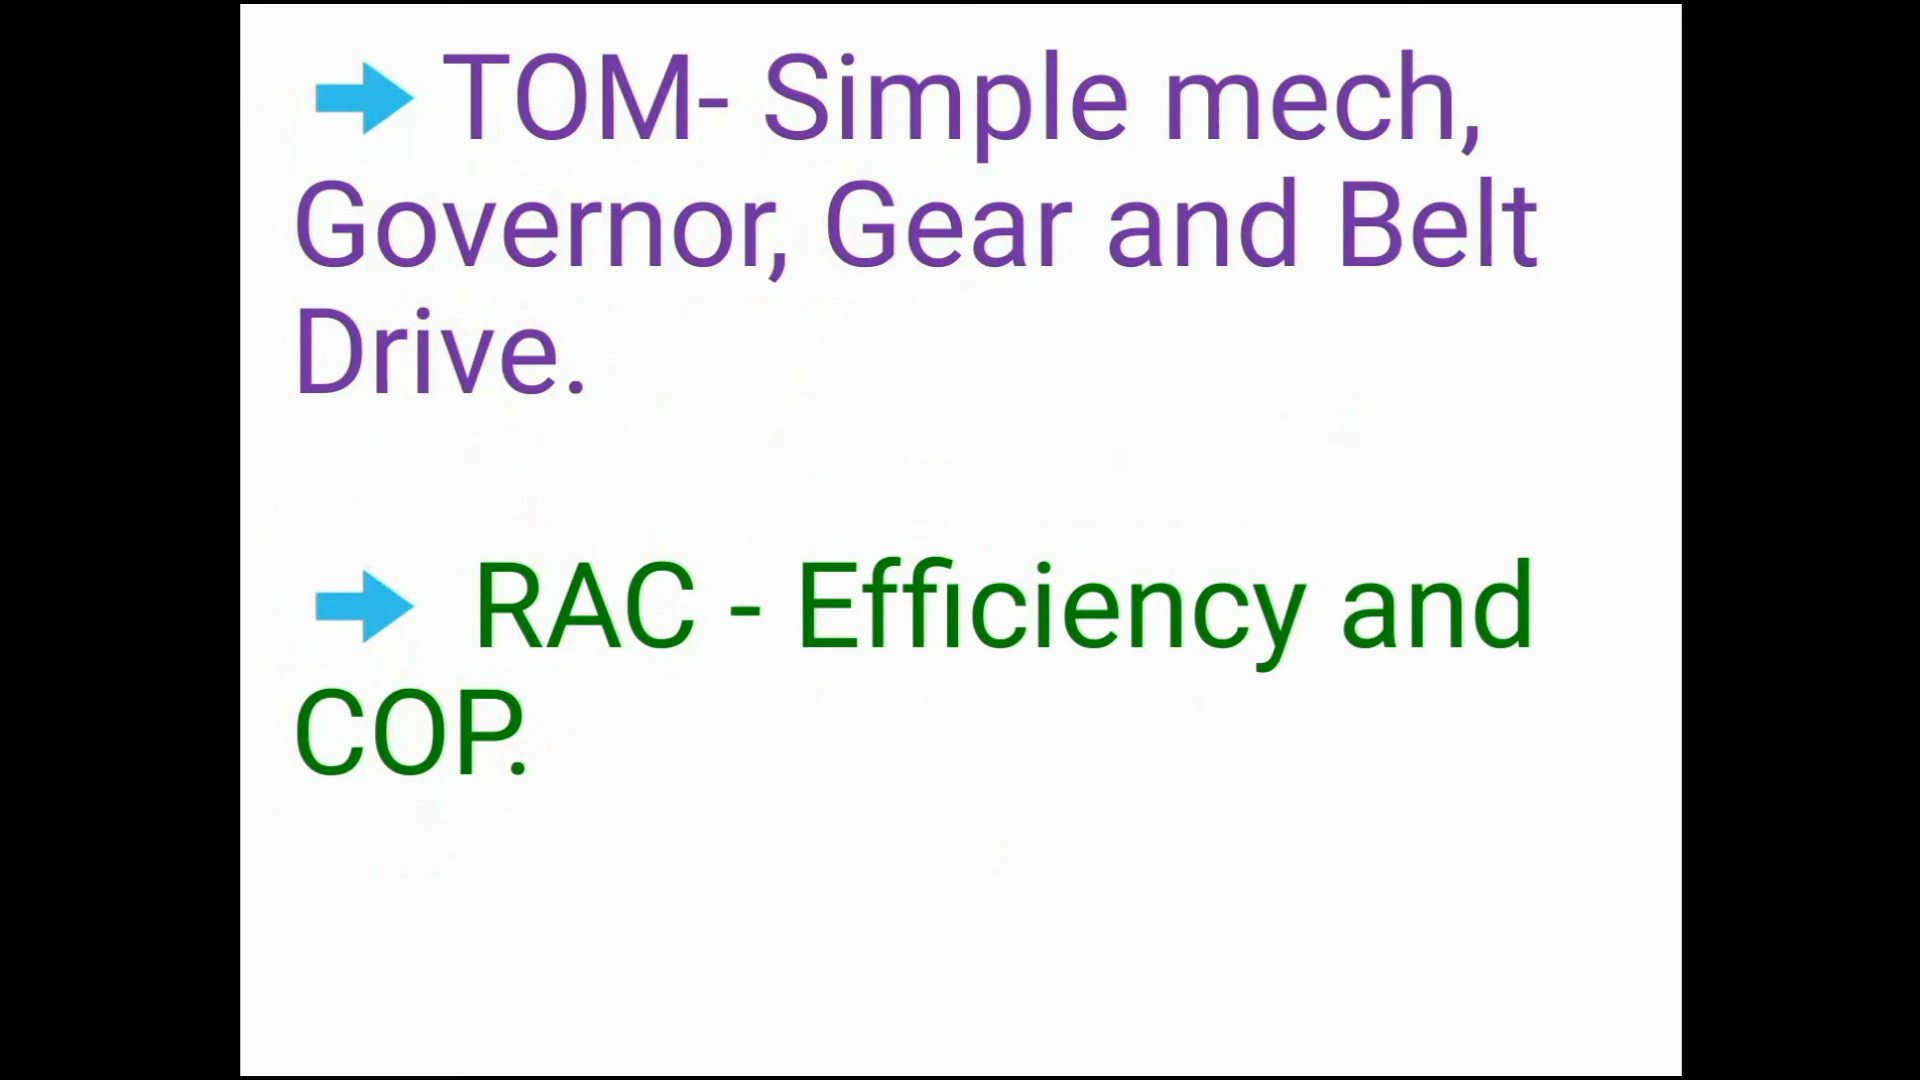 ➡ TOM- Simple mech,
Governor, Gear and Belt
Drive.
➡ RAC - Efficiency and
COP.